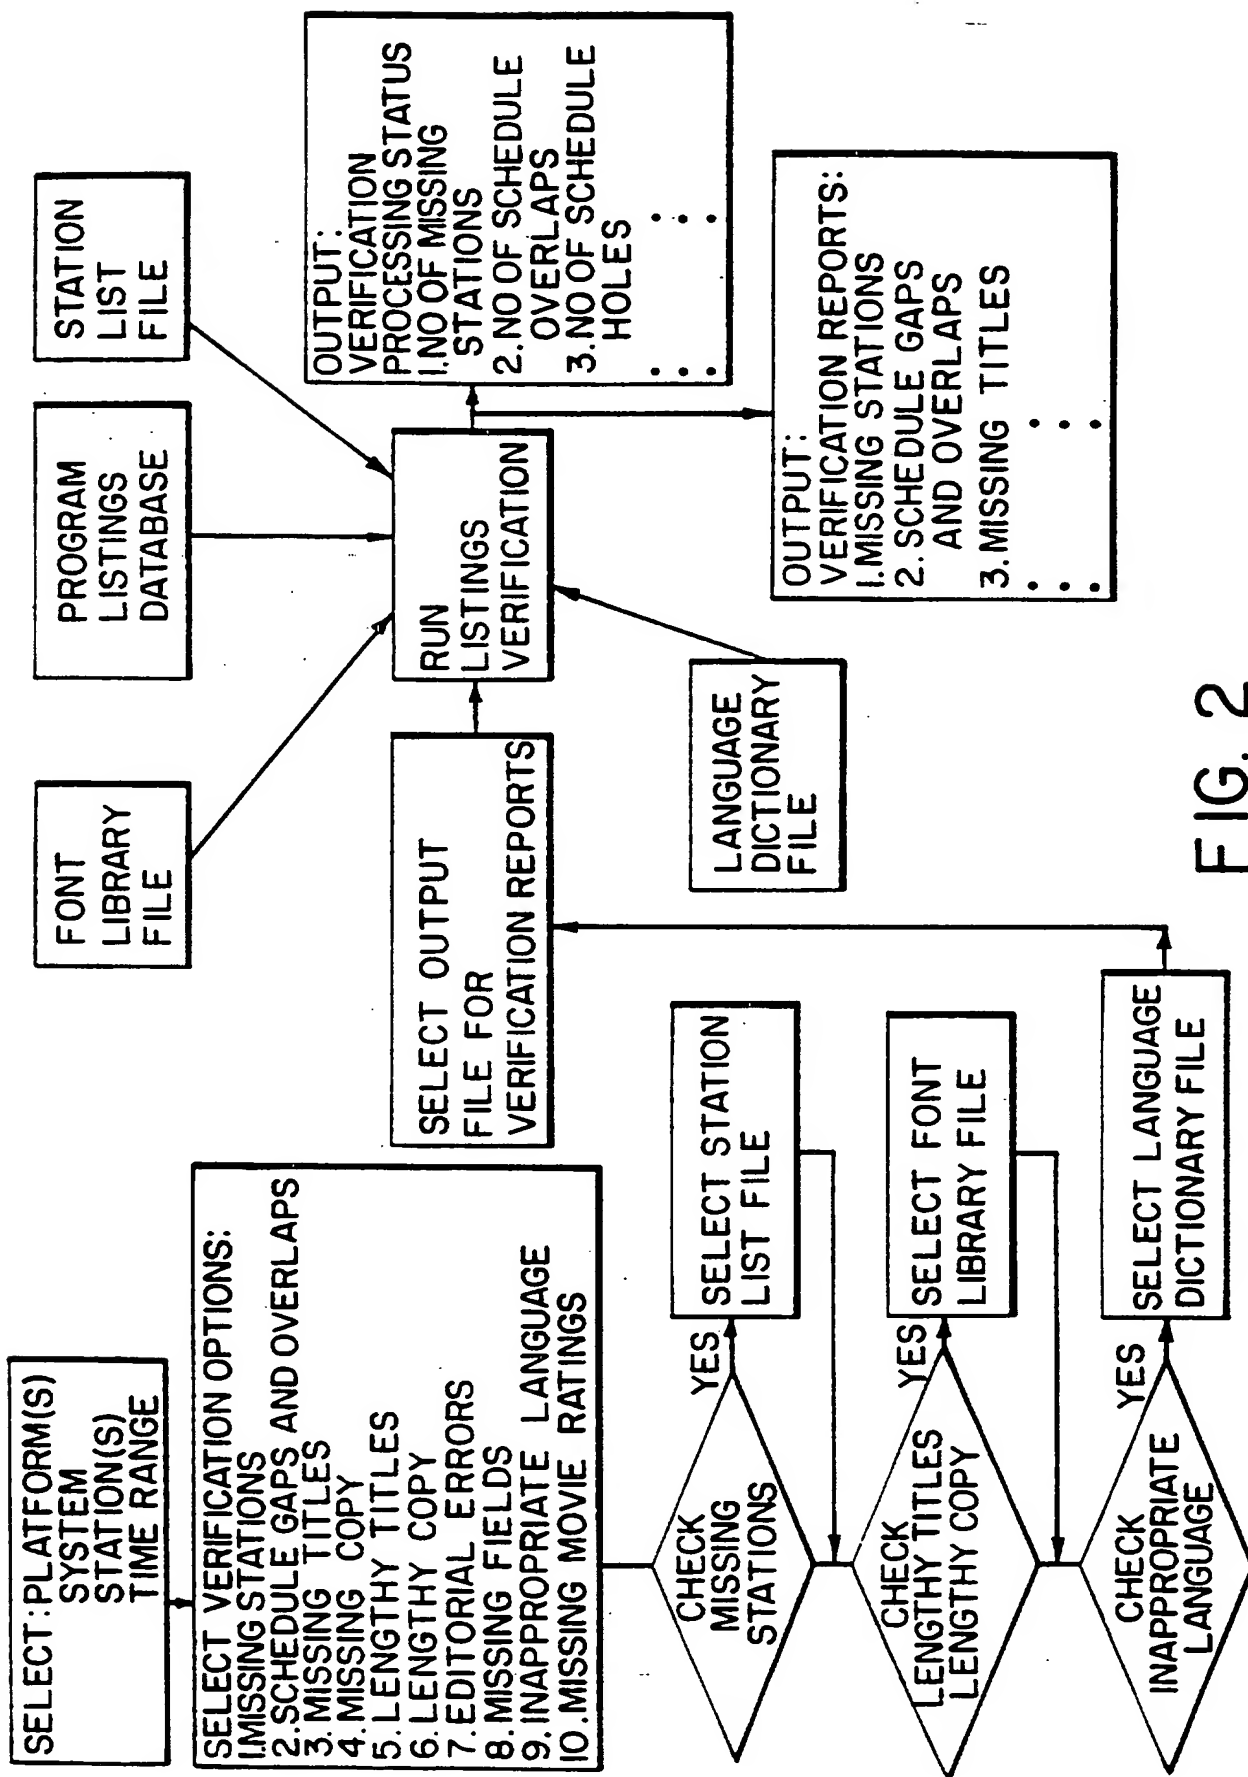 SELECT:PLATFORM(S)
SYSTEM
STATION(S)
TIME RANGE
SELECT VERIFICATION OPTIONS:
1.MISSING STATIONS
2.SCHEDULE GAPS AND OVERLAPS
3. MISSING TITLES
4. MISSING COPY
5. LENGTHY TITLES
6. LENGTHY COPY
7. EDITORIAL ERRORS
8. MISSING FIELDS
9. INAPPROPRIATE LANGUAGE
10. MISSING MOVIE RATINGS
CHECK
MISSING
STATIONS
YES
SELECT STATION
LIST FILE
CHECK
LENGTHY TITLES
LENGTHY COPY
YES
SELECT FONT
LIBRARY FILE
CHECK
INAPPROPRIATE
LANGUAGE
YES
SELECT LANGUAGE
DICTIONARY FILE
SELECT OUTPUT
FILE FOR
VERIFICATION REPORTS
FONT
LIBRARY
FILE
PROGRAM
LISTINGS
DATABASE
STATION
LIST
FILE
RUN
LISTINGS
VERIFICATION
LANGUAGE
DICTIONARY
FILE
OUTPUT:
VERIFICATION
PROCESSING STATUS
1.NO OF MISSING
STATIONS
2. NO OF SCHEDULE
OVERLAPS
3. NO OF SCHEDULE
HOLES
OUTPUT:
VERIFICATION REPORTS:
1.MISSING STATIONS
2. SCHEDULE GAPS
AND OVERLAPS
3. MISSING TITLES
FIG. 2